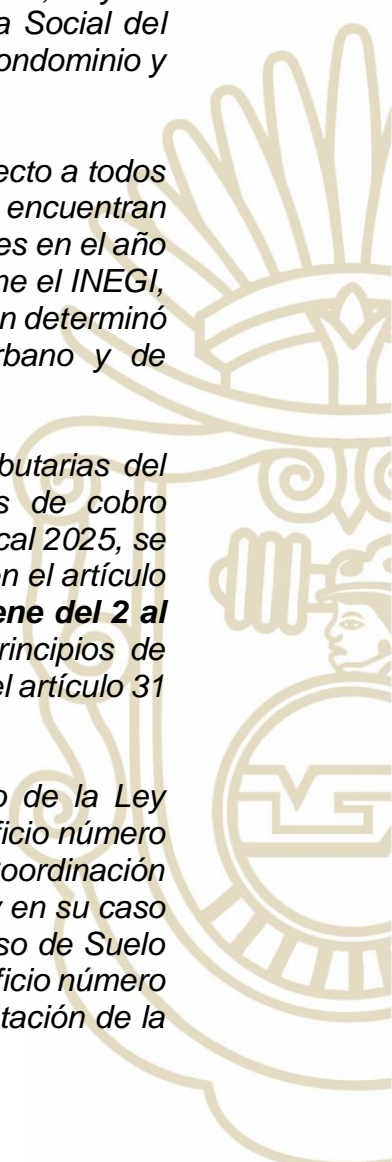 a Social del
ondominio y
ecto a todos
encuentran
es en el año
ne el INEGI,
n determinó
rbano y de
butarias del
s de cobro
cal 2025, se
en el artículo
ene del 2 al
rincipios de
el artículo 31
o de la Ley
ficio número
Coordinación
y en su caso
so de Suelo
ficio número
tación de la